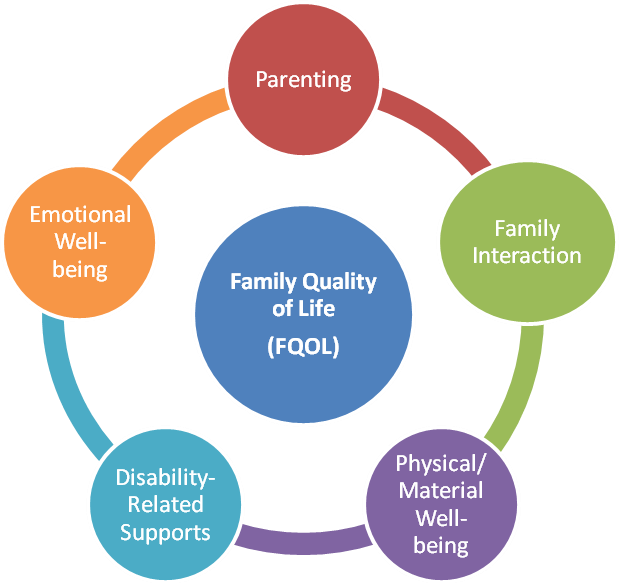 Parenting
Family
Interaction
Physical/
Material
Well-
being
Disability-
Related
Supports
Emotional
Well-
being
Family Quality
of Life
(FQOL)